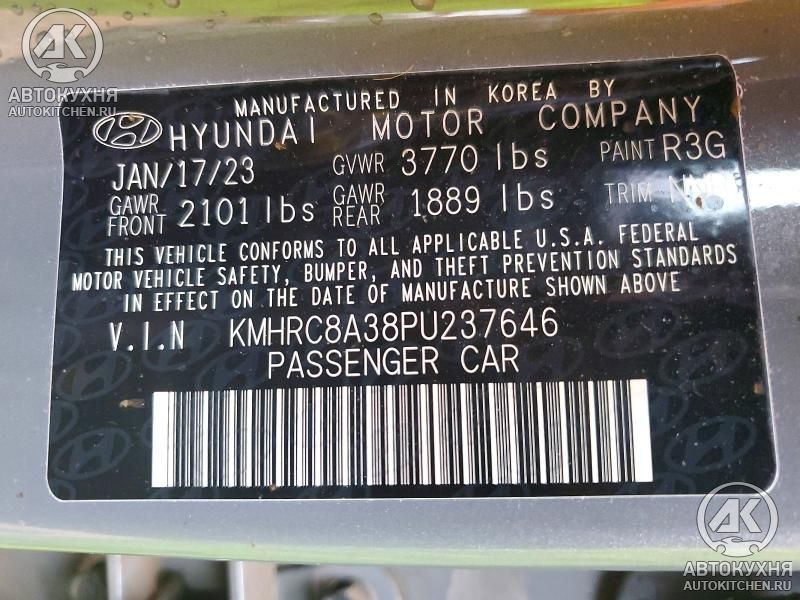 АВТОКУХНЯ
AUTOKITCHEN.RU
MANUFACTURED IN KOREA BY
HYUNDAI MOTOR COMPANY
JAN/17/23 GVWR 3770 lbs PAINT R3G
GAWR FRONT 2101 lbs GAWR REAR 1889 lbs TRIM
THIS VEHICLE CONFORMS TO ALL APPLICABLE U.S.A. FEDERAL
MOTOR VEHICLE SAFETY, BUMPER, AND THEFT PREVENTION STANDARDS
IN EFFECT ON THE DATE OF MANUFACTURE SHOWN ABOVE
V.I.N KMHRC8A38PU237646
PASSENGER CAR
АВТОКУХНЯ
AUTOKITCHEN.RU